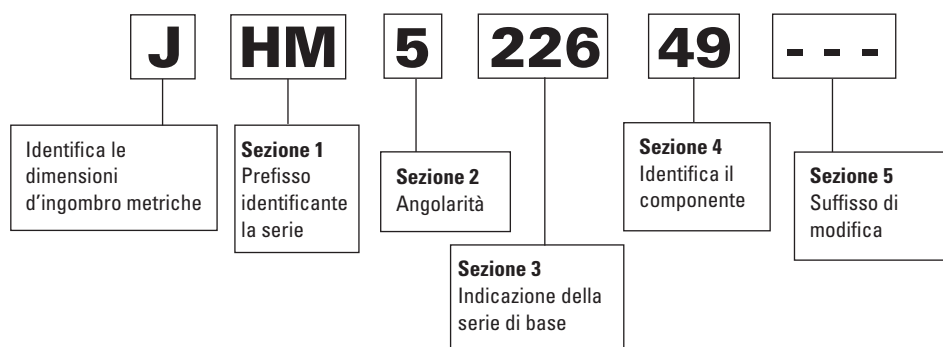 J HM 5 226 49 - - -
Identifica le
dimensioni
d'ingombro metriche
Sezione 1
Prefisso
identificante
la serie
Sezione 2
Angolarità
Sezione 3
Indicazione della
serie di base
Sezione 4
Identifica il
componente
Sezione 5
Suffisso di
modifica